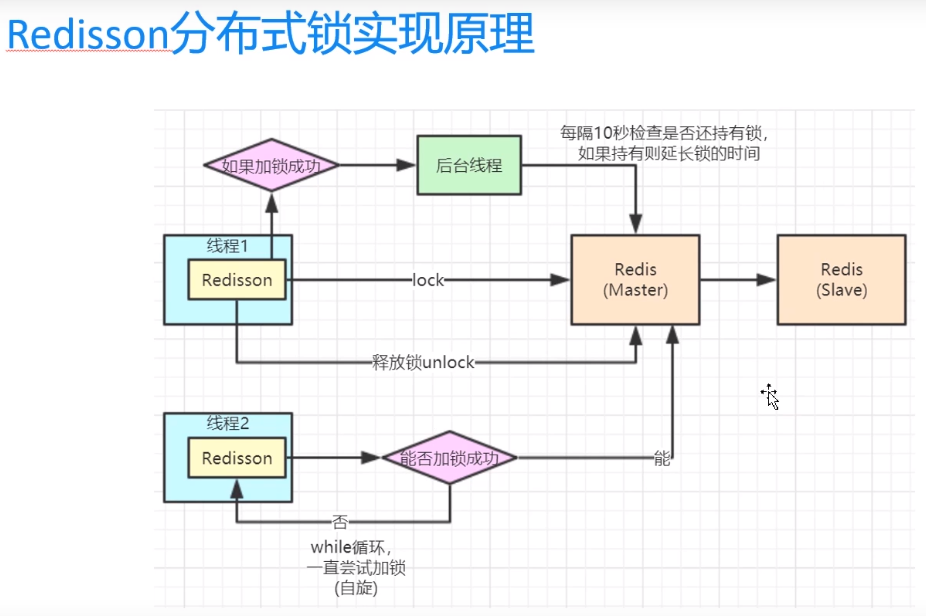 Redisson分布式锁实现原理
每隔10秒检查是否还持有锁，
如果持有则延长锁的时间
如果加锁成功
后台线程
线程1
Redisson
lock
Redis
(Master)
Redis
(Slave)
释放锁unlock
线程2
Redisson
能否加锁成功
能
否
while循环，
一直尝试加锁
(自旋)